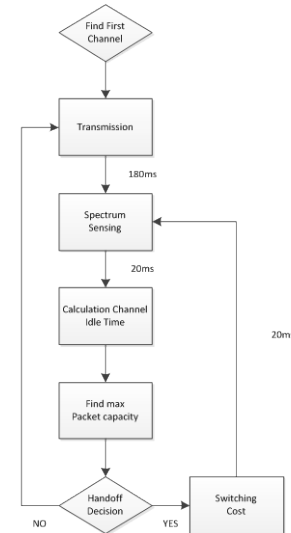 Find First
Channel
Transmission
180ms
Spectrum
Sensing
20ms
Calculation Channel
Idle Time
20m
Find max
Packet capacity
Handoff
Decision
Switching
Cost
NO
YES